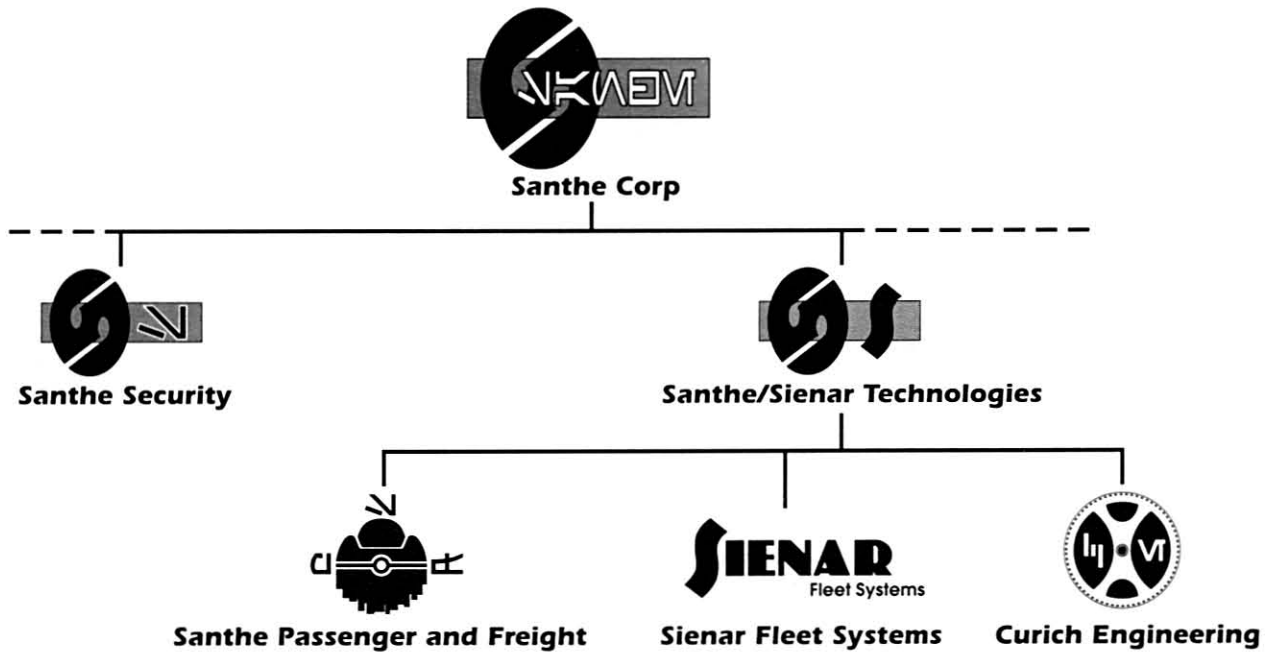 Santhe Corp
Santhe Security
Santhe/Sienar Technologies
SIENAR
Fleet Systems
Santhe Passenger and Freight
Sienar Fleet Systems
Curich Engineering